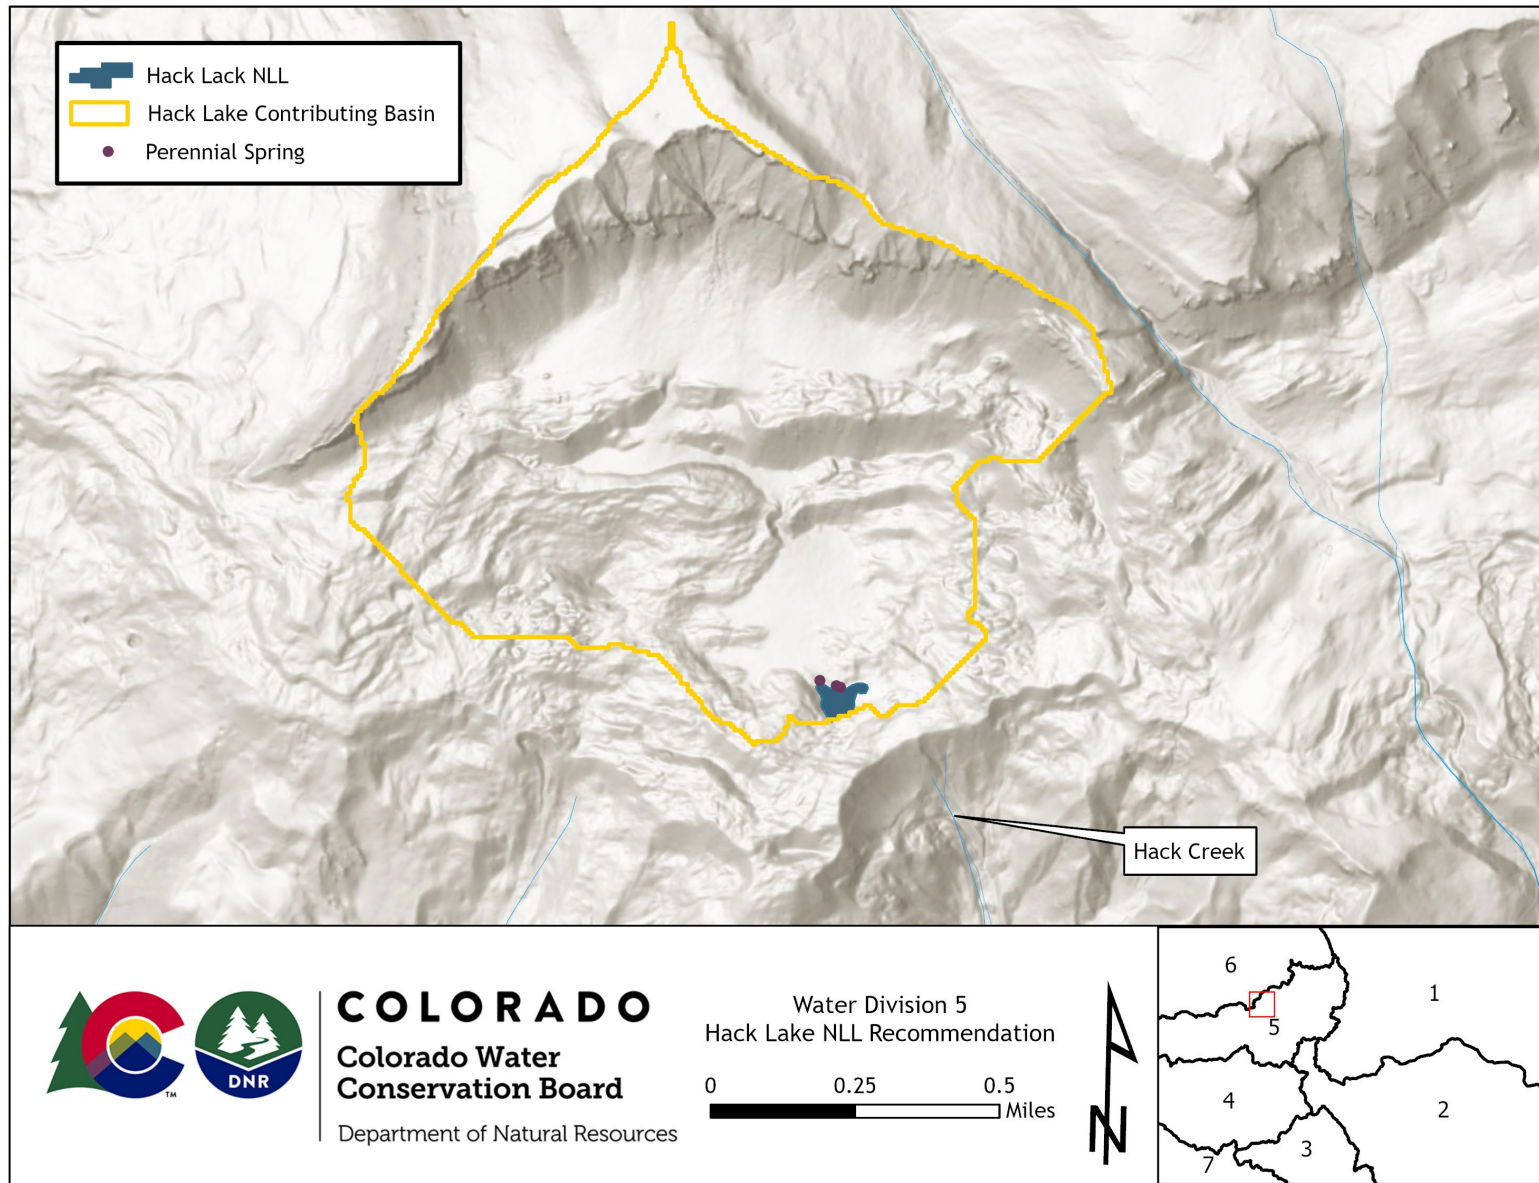 Hack Lack NLL
Hack Lake Contributing Basin
Perennial Spring
Hack Creek
COLORADO
Colorado Water
Conservation Board
Department of Natural Resources
TM
DNR
Water Division 5
Hack Lake NLL Recommendation
0 0.25 0.5
Miles
N
6
1
5
4
2
3
7